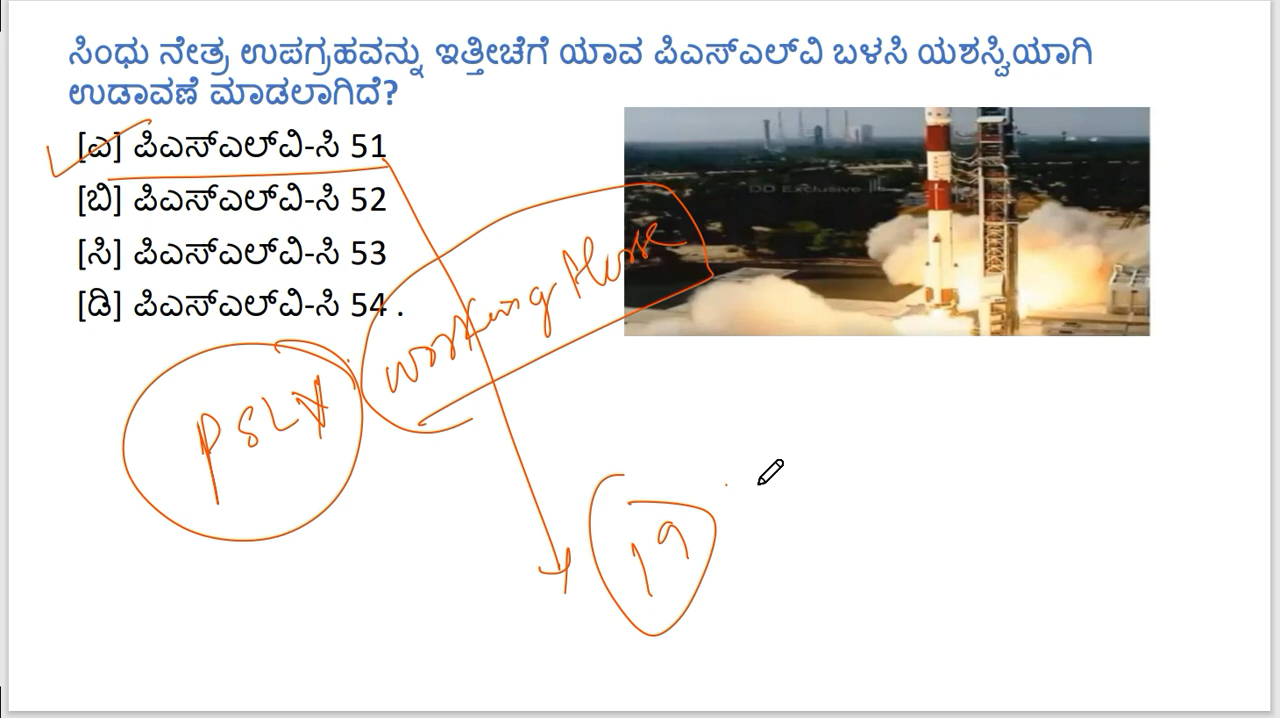 ಸಿಂಧು ನೇತ್ರ ಉಪಗ್ರಹವನ್ನು ಇತ್ತೀಚೆಗೆ ಯಾವ ಪಿಎಸ್ಎಲ್‌ವಿ ಬಳಸಿ ಯಶಸ್ವಿಯಾಗಿ
ಉಡಾವಣೆ ಮಾಡಲಾಗಿದೆ?
[ಎ] ಪಿಎಸ್ಎಲ್‌ವಿ-ಸಿ 51
[ಬಿ] ಪಿಎಸ್ಎಲ್‌ವಿ-ಸಿ 52
[ಸಿ] ಪಿಎಸ್ಎಲ್‌ವಿ-ಸಿ 53
[ಡಿ] ಪಿಎಸ್ಎಲ್‌ವಿ-ಸಿ 54 .
DD Exclusive
working Horse
PSLV
19